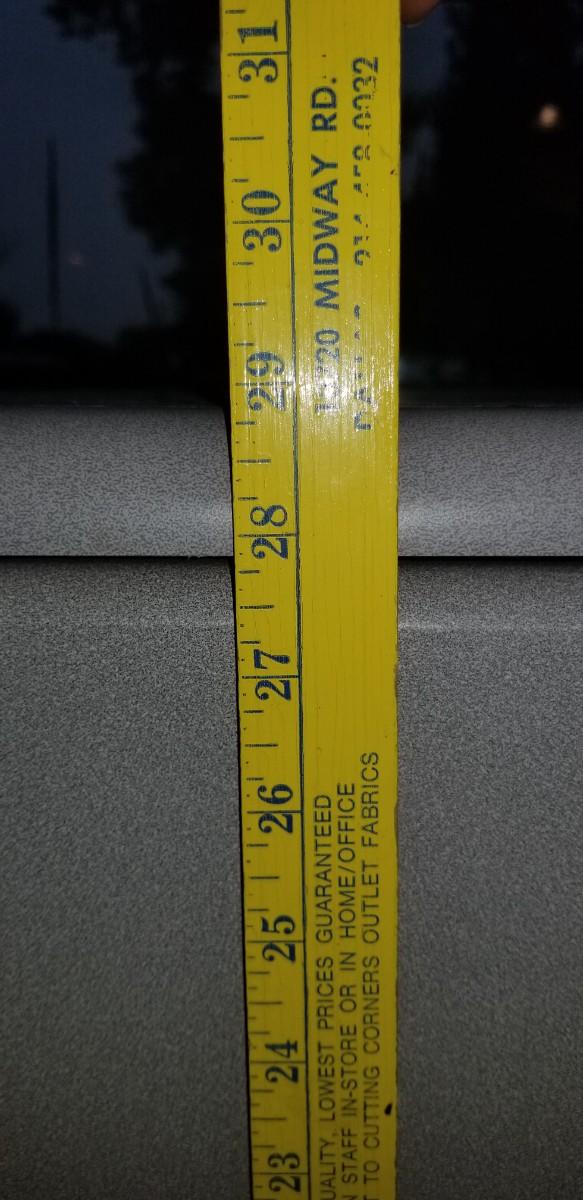 31
30
29
28
27
26
25
24
23
20 MIDWAY RD.
LOWEST PRICES GUARANTEED
STAFF IN-STORE OR IN HOME/OFFICE
TO CUTTING CORNERS OUTLET FABRICS